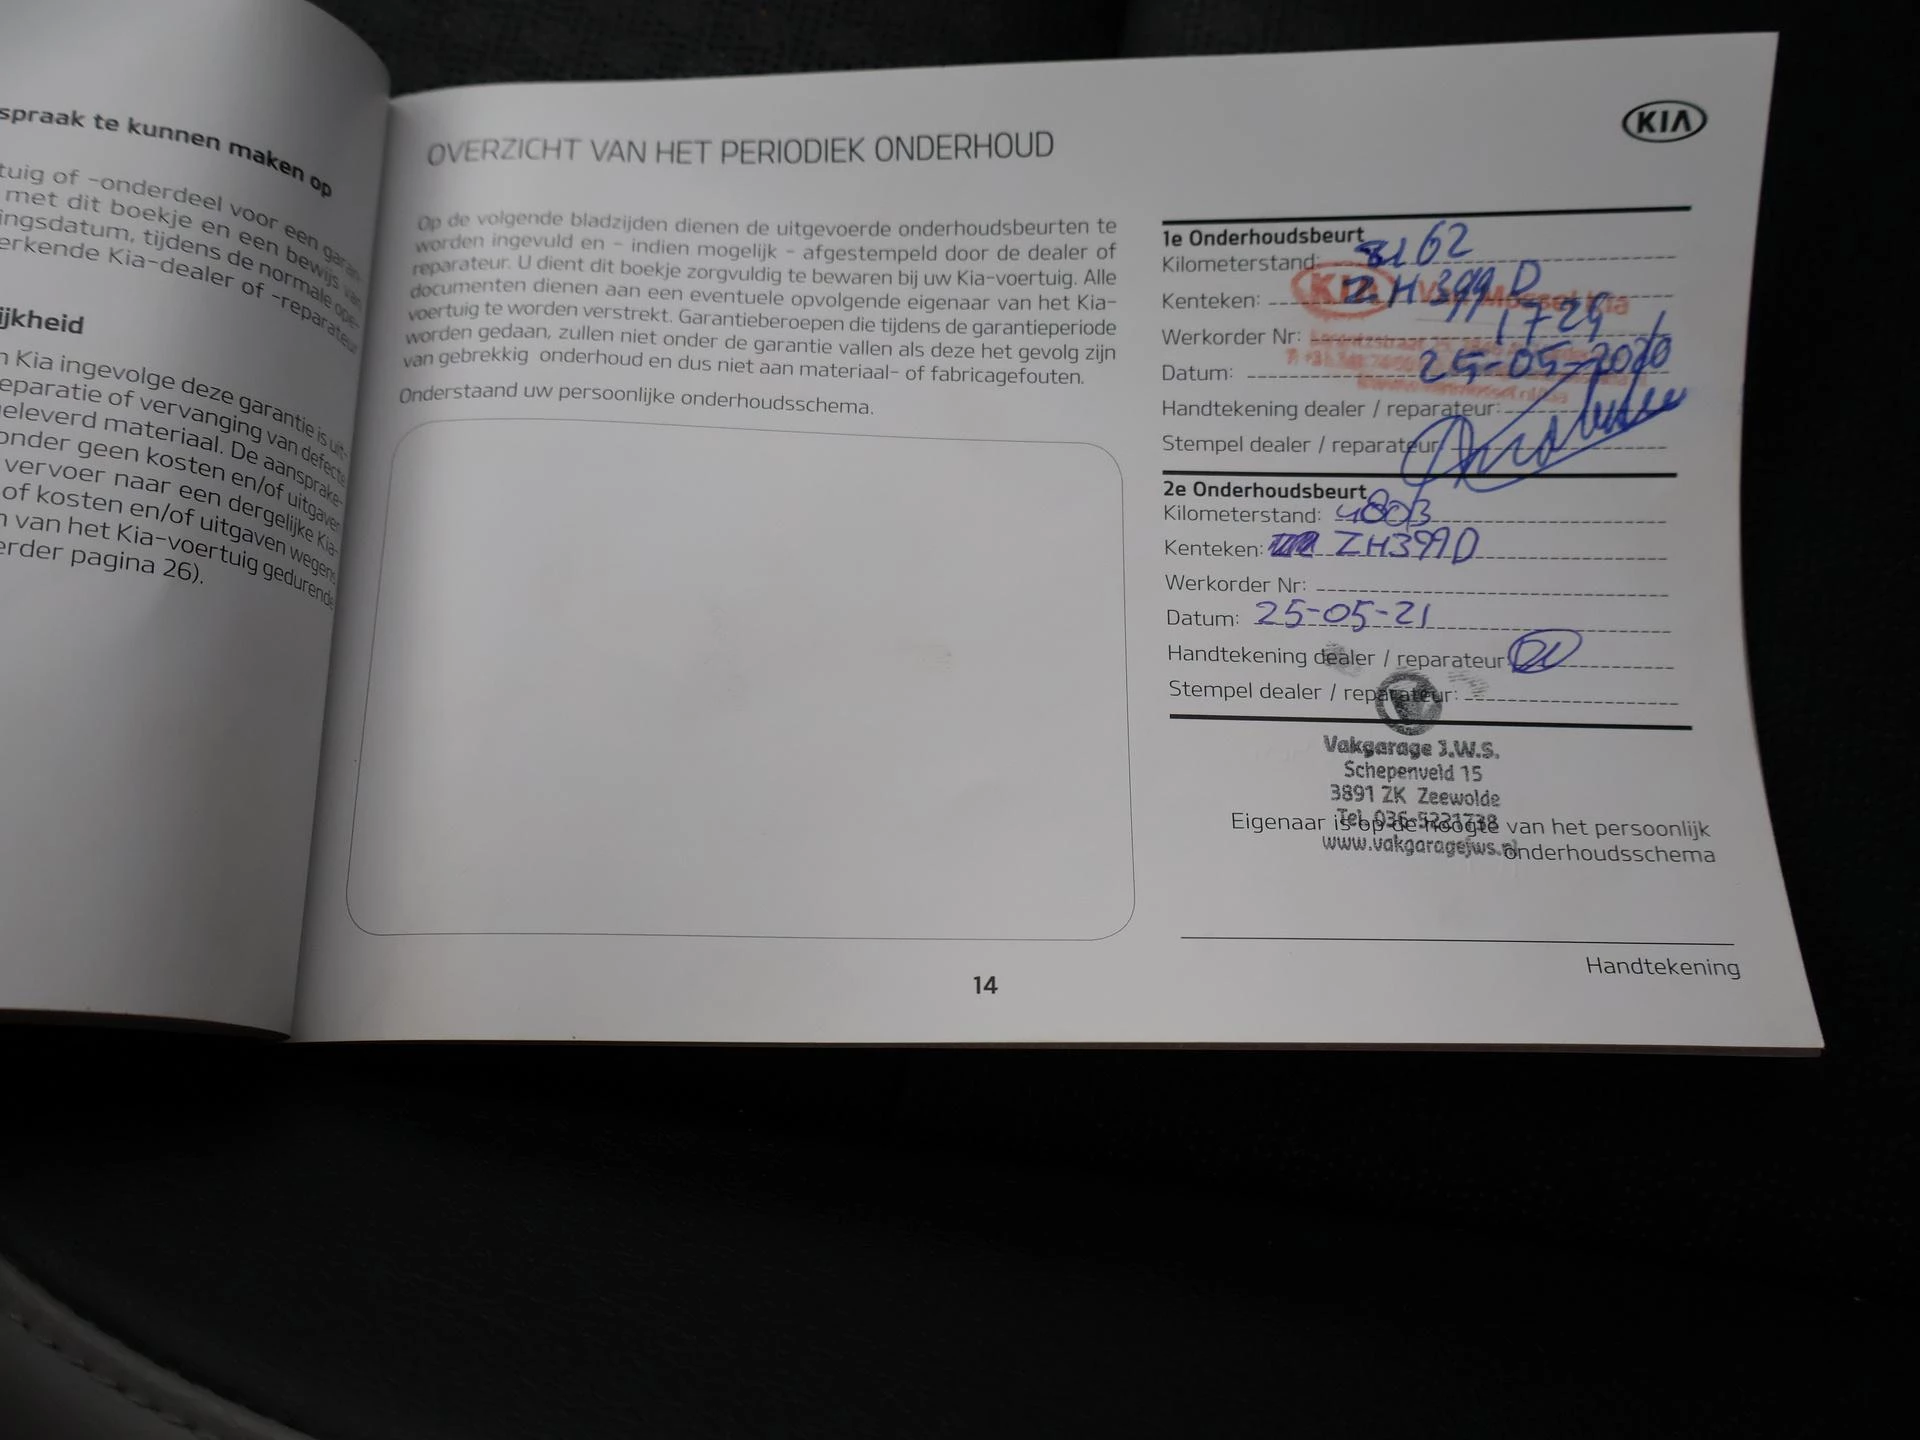 spraak te kunnen maken op
tuig of -onderdeel voor een garan-
met dit boekje en een bewijs van
ingsdatum, tijdens de normale ope-
erkende Kia-dealer of -reparateur
ijkheid
n Kia ingevolge deze garantie is uit-
eparatie of vervanging van defecte
geleverd materiaal. De aansprake-
onder geen kosten en/of uitgaven
vervoer naar een dergelijke Kia-
of kosten en/of uitgaven wegens
n van het Kia-voertuig gedurende
erder pagina 26).
KIA
OVERZICHT VAN HET PERIODIEK ONDERHOUD
Op de volgende bladzijden dienen de uitgevoerde onderhoudsbeurten te
worden ingevuld en - indien mogelijk - afgestempeld door de dealer of
reparateur. U dient dit boekje zorgvuldig te bewaren bij uw Kia-voertuig. Alle
documenten dienen aan een eventuele opvolgende eigenaar van het Kia-
voertuig te worden verstrekt. Garantieberoepen die tijdens de garantieperiode
worden gedaan, zullen niet onder de garantie vallen als deze het gevolg zijn
van gebrekkig onderhoud en dus niet aan materiaal- of fabricagefouten.
Onderstaand uw persoonlijke onderhoudsschema.
1e Onderhoudsbeurt
Kilometerstand: 8162
Kenteken: ZH399D
KIA Van Mossel Kia
Werkorder Nr: 1729
Datum: 25-05-2020
Handtekening dealer / reparateur:
Stempel dealer / reparateur:
2e Onderhoudsbeurt
Kilometerstand:
Kenteken: ZH399D
Werkorder Nr:
Datum: 25-05-21
Handtekening dealer / reparateur:
Stempel dealer / reparateur:
Vakgarage J.W.S.
Schepenveld 15
3891 ZK Zeewolde
Tel. 036-5221738
www.vakgaragejws.nl
Eigenaar is op de hoogte van het persoonlijk
onderhoudsschema
Handtekening
14